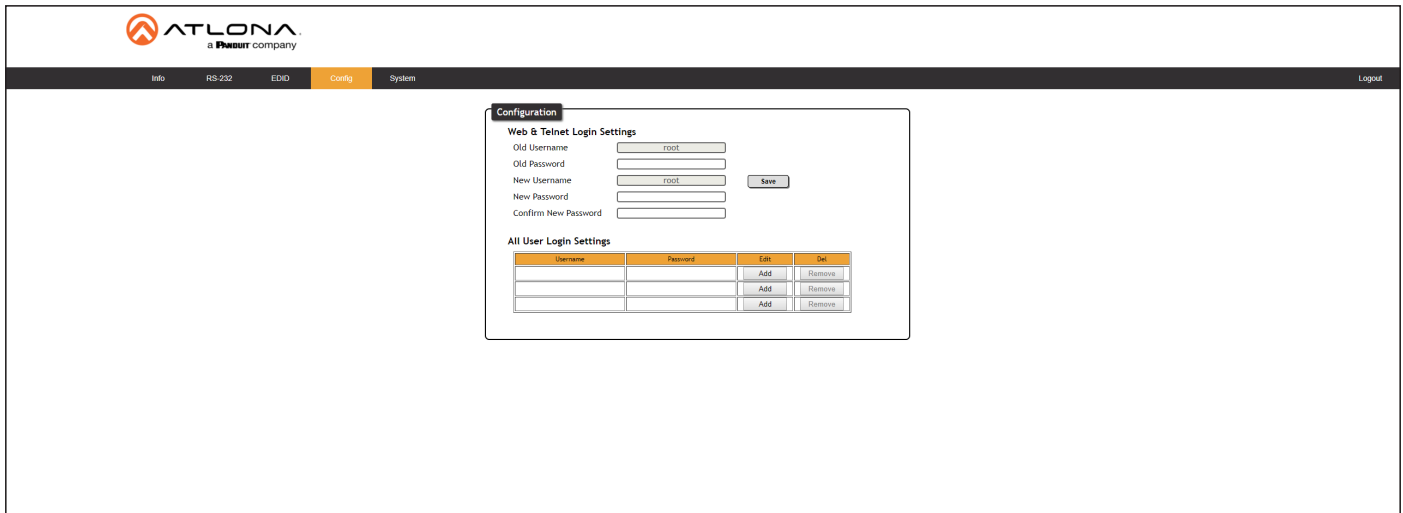 ATLONA.
a PANDUIT company
Info RS-232 EDID Config System Logout
Configuration
Web & Telnet Login Settings
Old Username root
Old Password
New Username root Save
New Password
Confirm New Password
All User Login Settings
Username Password Edit Del
Add Remove
Add Remove
Add Remove